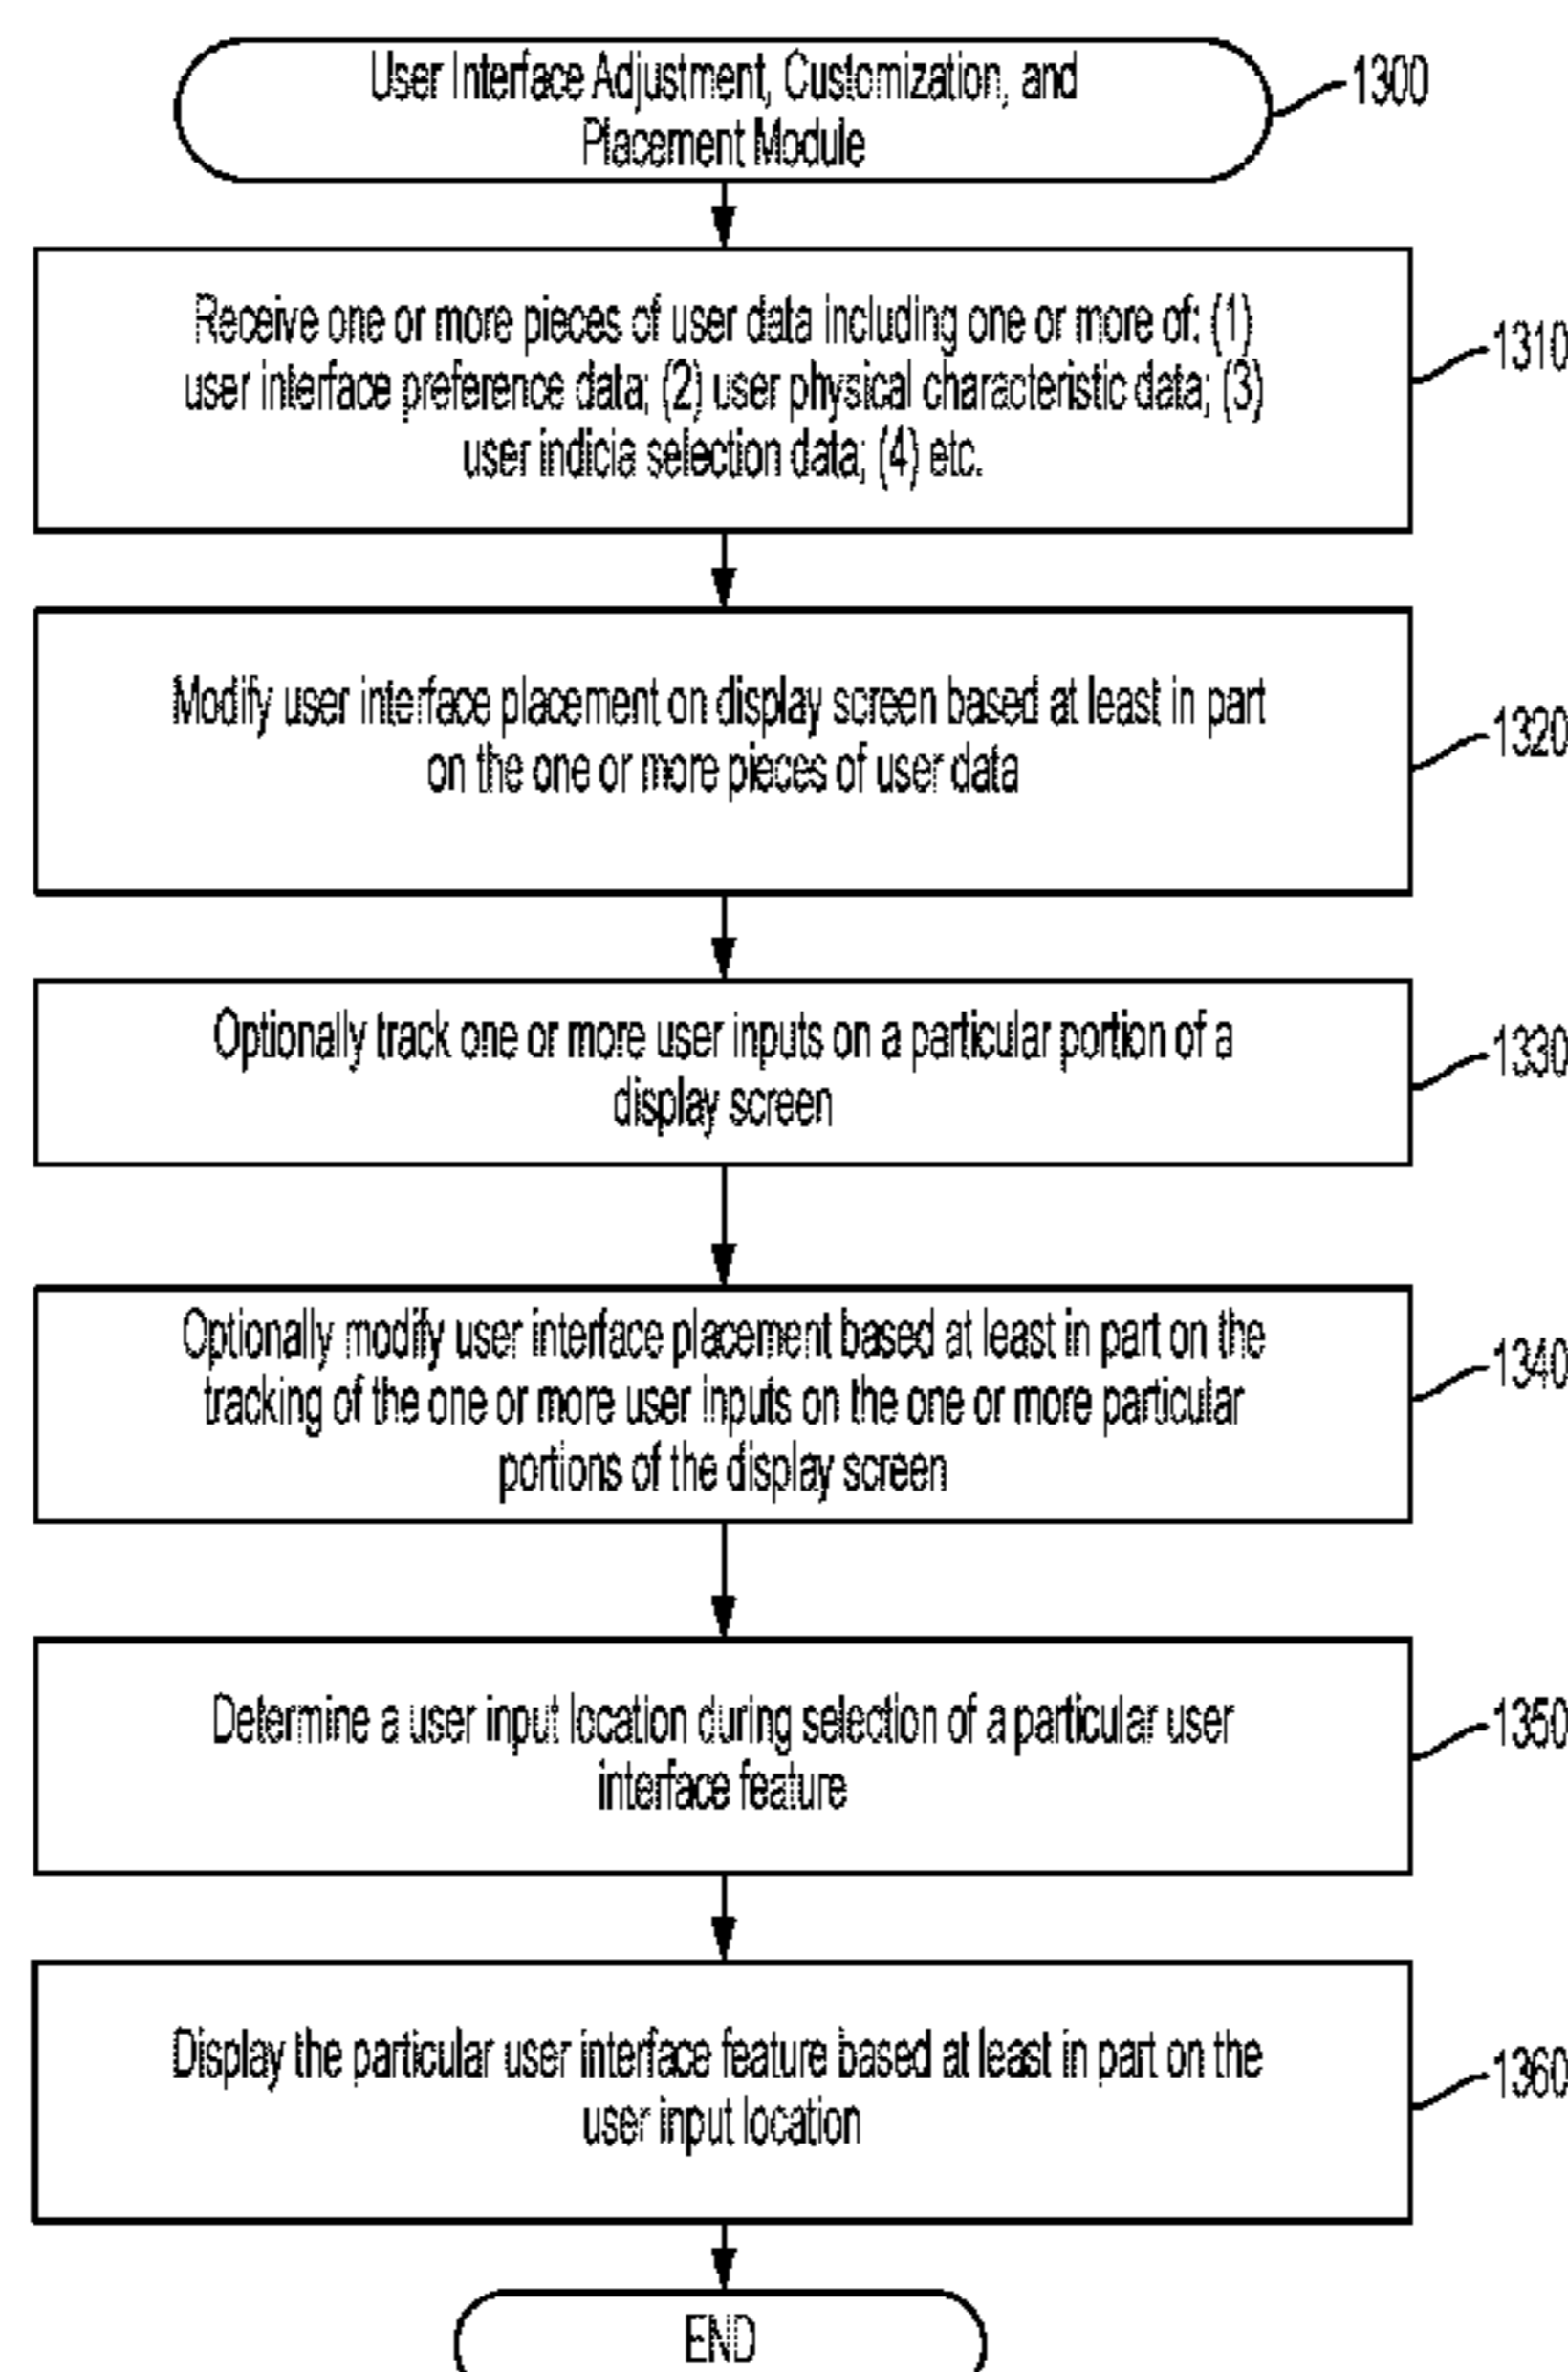 User Interface Adjustment, Customization, and
Placement Module
1300
Receive one or more pieces of user data including one or more of: (1)
user interface preference data; (2) user physical characteristic data; (3)
user indicia selection data; (4) etc.
1310
Modify user interface placement on display screen based at least in part
on the one or more pieces of user data
1320
Optionally track one or more user inputs on a particular portion of a
display screen
1330
Optionally modify user interface placement based at least in part on the
tracking of the one or more user inputs on the one or more particular
portions of the display screen
1340
Determine a user input location during selection of a particular user
interface feature
1350
Display the particular user interface feature based at least in part on the
user input location
1360
END